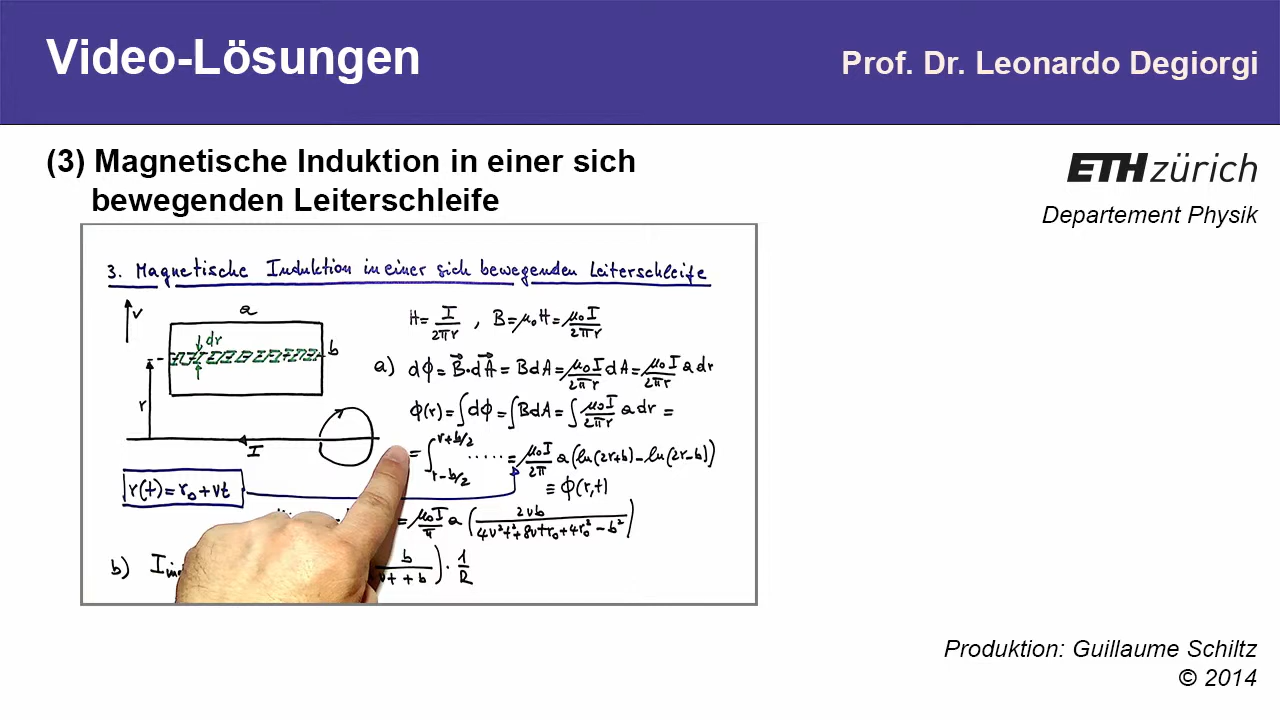 Video-Lösungen
Prof. Dr. Leonardo Degiorgi
(3) Magnetische Induktion in einer sich
bewegenden Leiterschleife
ETH zürich
Departement Physik
3. Magnetische Induktion in einer sich bewegenden Leiterschleife
v
a
dr
b
r
I
H = I/2πr , B = μ₀H = μ₀I/2πr
a) dϕ = B⃗·dA⃗ = BdA = μ₀I/2πr dA = μ₀I/2πr a dr
ϕ(r) = ∫dϕ = ∫BdA = ∫ μ₀I/2πr a dr =
= ∫_{r-b/2}^{r+b/2} ..... = μ₀I/2π a (ln(2r+b) - ln(2r-b))
≡ ϕ(r,t)
r(t) = r₀ + vt
= μ₀I/π a (2vb / 4v²t² + 8vtr₀ + 4r₀² - b²)
b) I
b / vt + b) · 1/R
Produktion: Guillaume Schiltz
© 2014